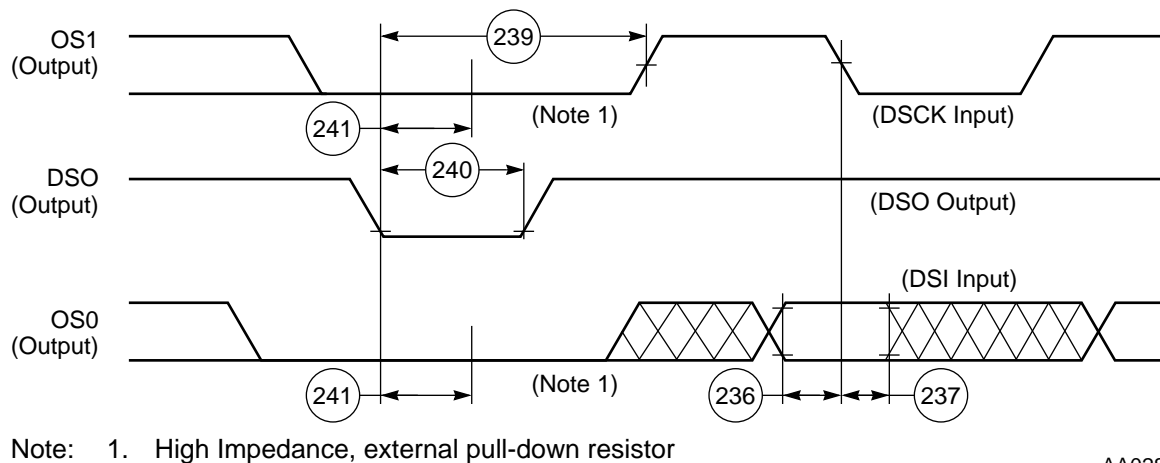 OS1
(Output)
239
(Note 1)
(DSCK Input)
241
240
DSO
(Output)
(DSO Output)
(DSI Input)
OS0
(Output)
(Note 1)
241
236
237
Note: 1. High Impedance, external pull-down resistor